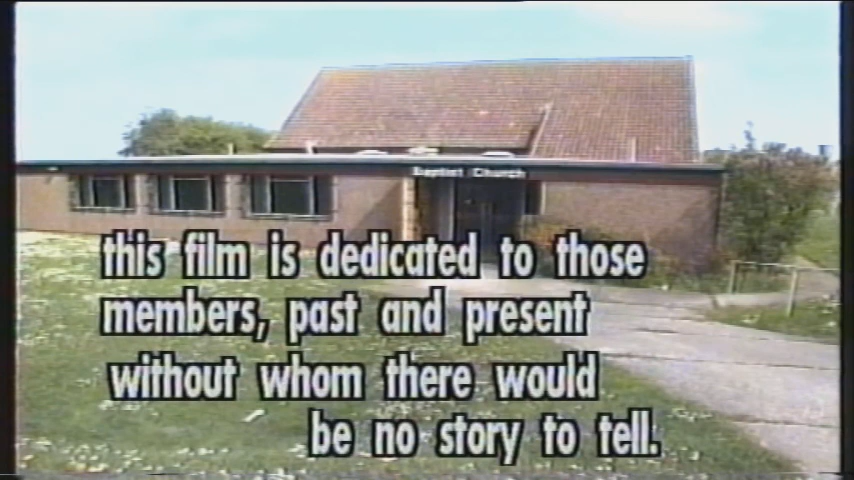 Baptist Church
this film is dedicated to those
members, past and present
without whom there would
be no story to tell.